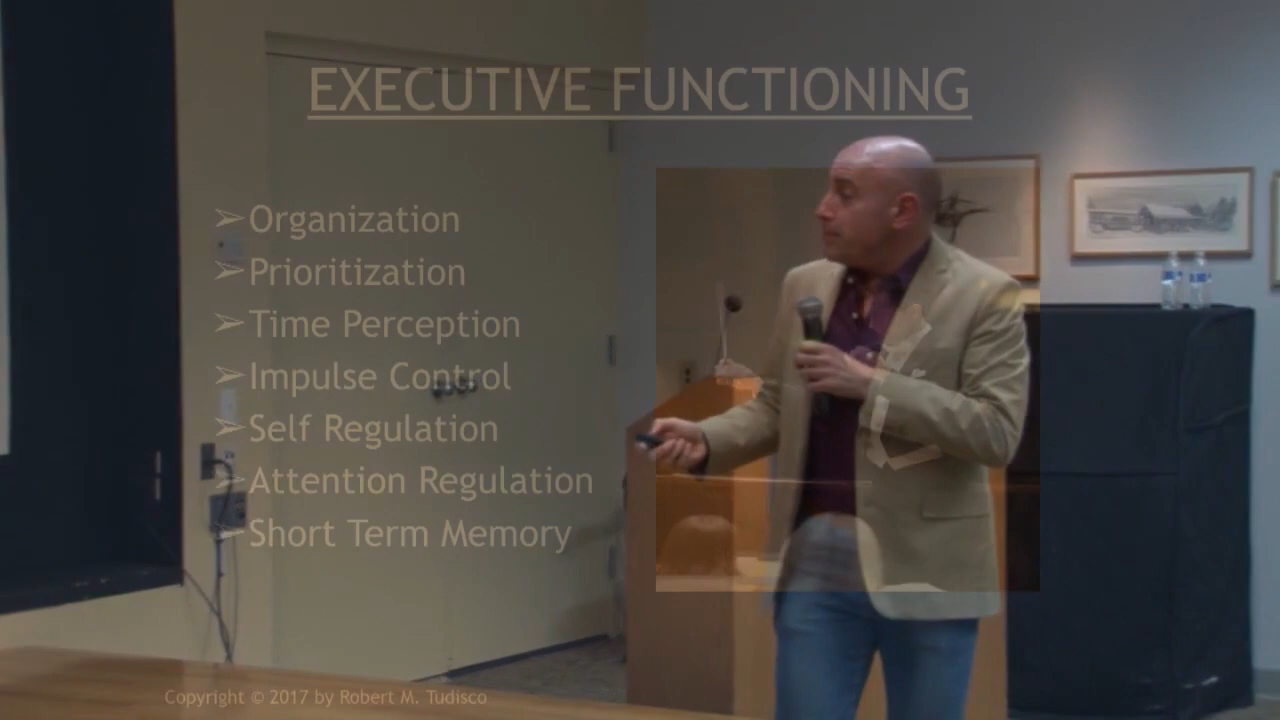 EXECUTIVE FUNCTIONING
➢Organization
➢Prioritization
➢Time Perception
➢Impulse Control
➢Self Regulation
➢Attention Regulation
➢Short Term Memory
Copyright © 2017 by Robert M. Tudisco